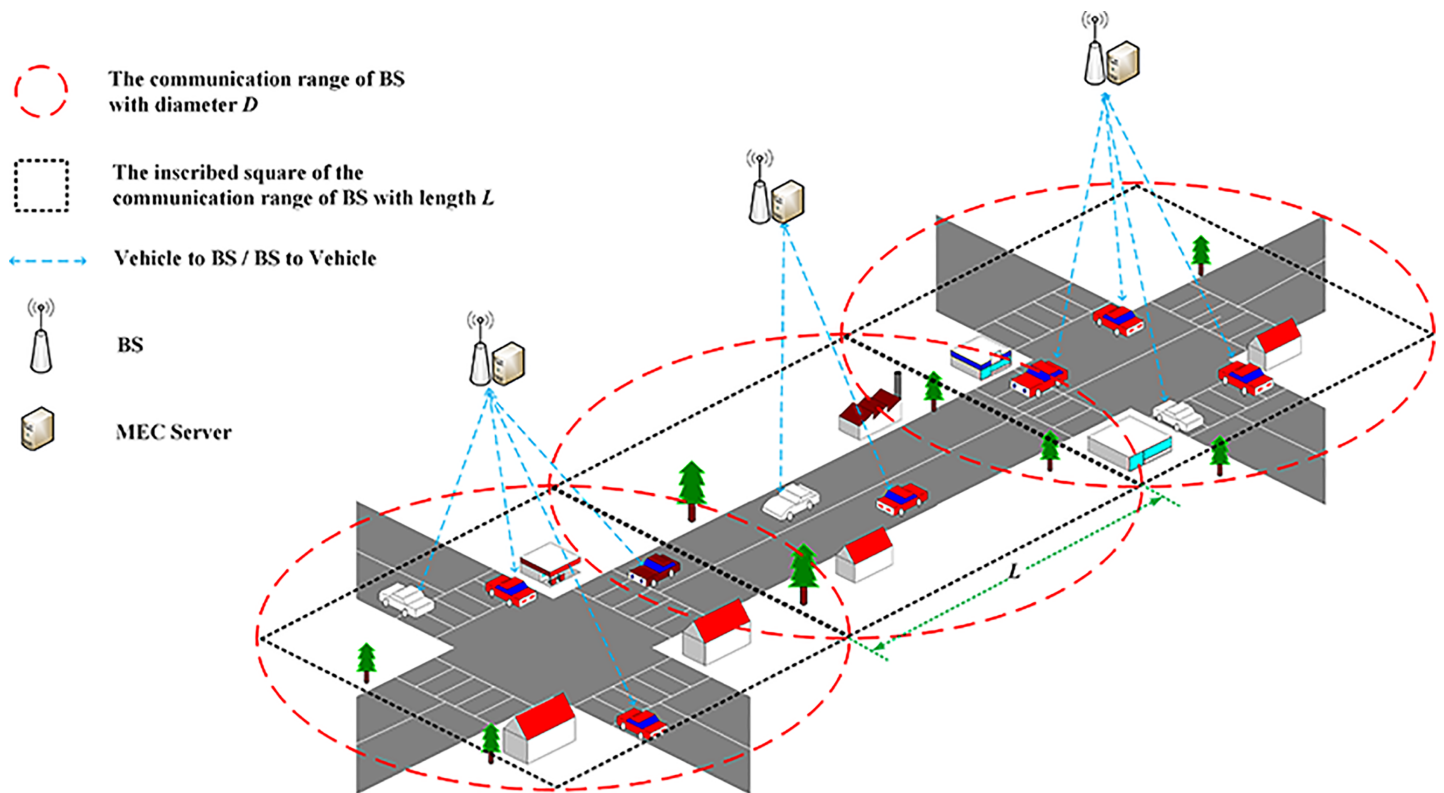 The communication range of BS
with diameter D
The inscribed square of the
communication range of BS with length L
Vehicle to BS / BS to Vehicle
BS
MEC Server
L